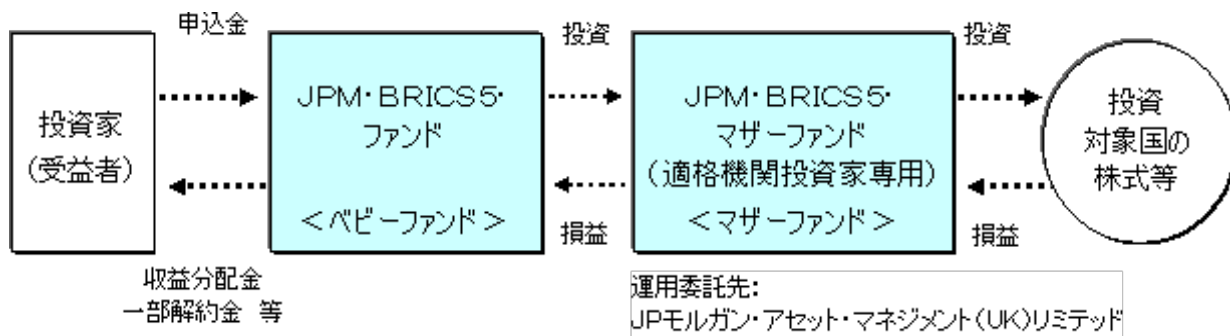 申込金
投資家
(受益者)
収益分配金
一部解約金 等
JPM・BRICS5・
ファンド
<ベビーファンド>
投資
損益
JPM・BRICS5・
マザーファンド
(適格機関投資家専用)
<マザーファンド>
運用委託先:
JPモルガン・アセット・マネジメント(UK)リミテッド
投資
損益
投資
対象国の
株式等